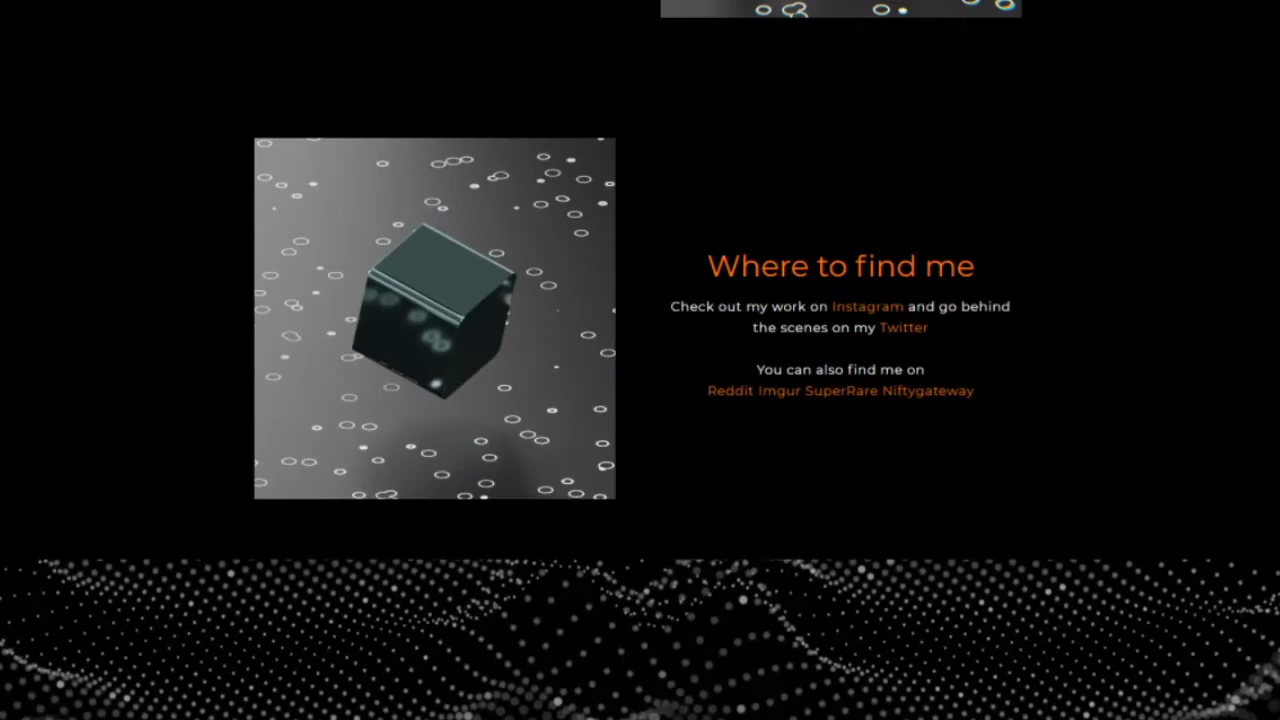 Where to find me
Check out my work on Instagram and go behind
the scenes on my Twitter
You can also find me on
Reddit Imgur SuperRare Niftygateway